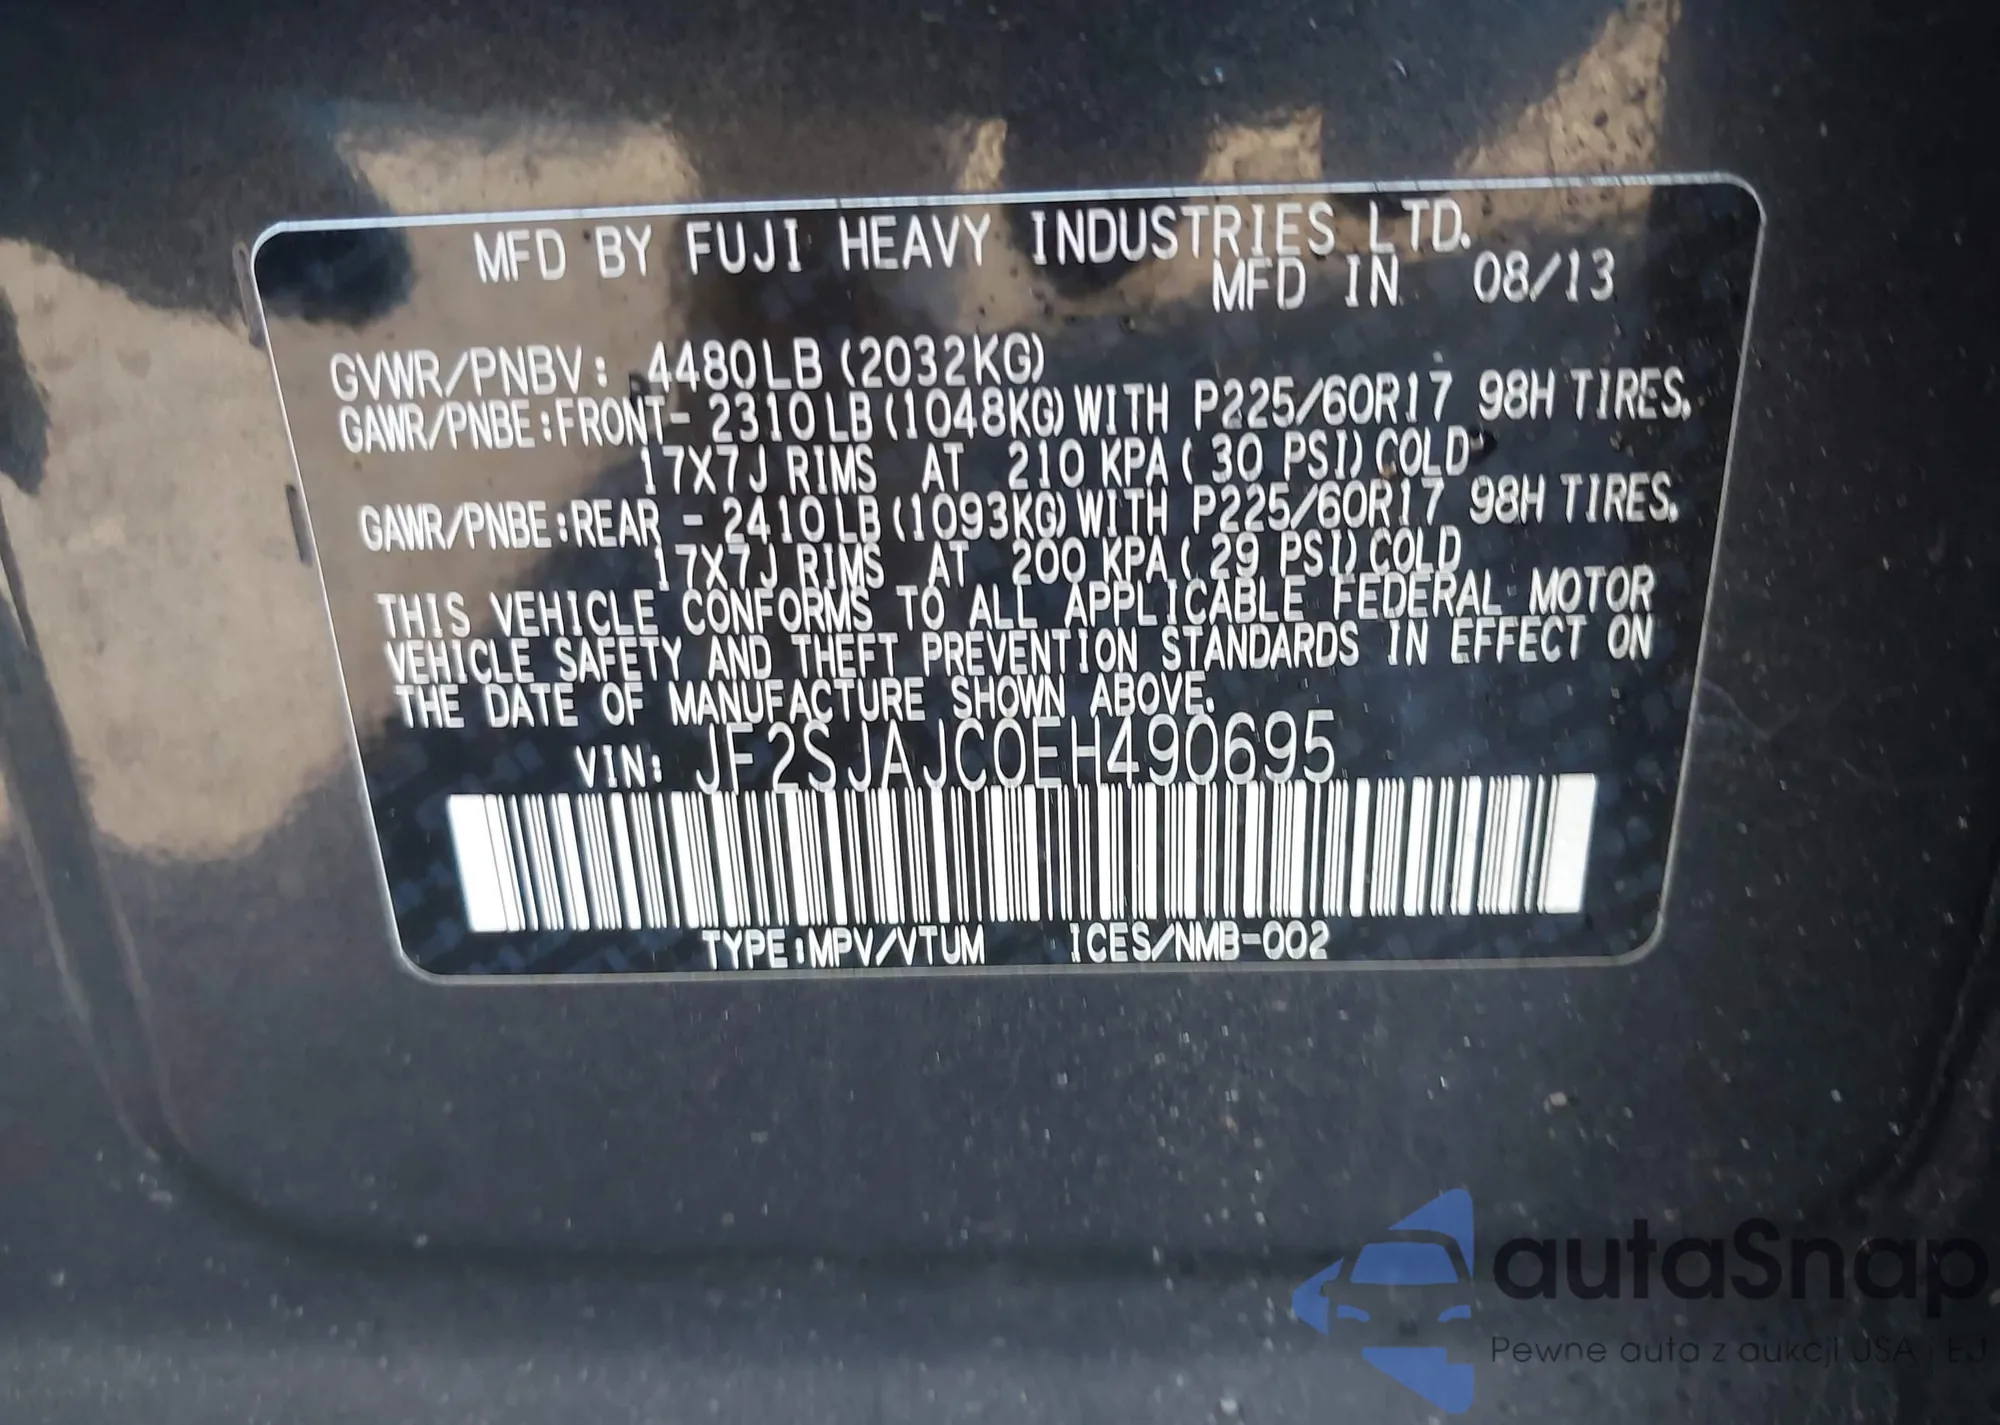 MFD BY FUJI HEAVY INDUSTRIES LTD.
MFD IN 08/13
GVWR/PNBV: 4480LB (2032KG)
GAWR/PNBE:FRONT- 2310LB(1048KG)WITH P225/60R17 98H TIRES.
17X7J RIMS AT 210 KPA( 30 PSI)COLD
GAWR/PNBE:REAR - 2410LB(1093KG)WITH P225/60R17 98H TIRES.
17X7J RIMS AT 200 KPA( 29 PSI)COLD
THIS VEHICLE CONFORMS TO ALL APPLICABLE FEDERAL MOTOR
VEHICLE SAFETY AND THEFT PREVENTION STANDARDS IN EFFECT ON
THE DATE OF MANUFACTURE SHOWN ABOVE.
VIN: JF2SJAJC0EH490695
TYPE:MPV/VTUM ICES/NMB-002
autaSnap
Pewne auta z aukcji USA i EJ